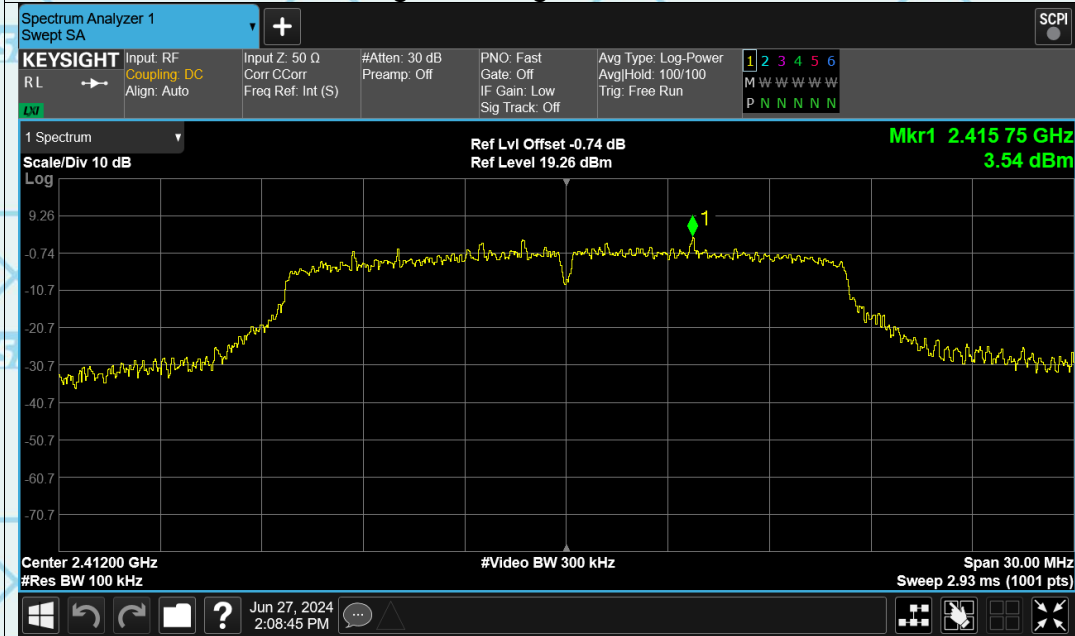 Spectrum Analyzer 1
Swept SA
+
SCPI
KEYSIGHT
R L
LXI
Input: RF
Coupling: DC
Align: Auto
Input Z: 50 Ω
Corr CCorr
Freq Ref: Int (S)
#Atten: 30 dB
Preamp: Off
PNO: Fast
Gate: Off
IF Gain: Low
Sig Track: Off
Avg Type: Log-Power
Avg|Hold: 100/100
Trig: Free Run
1 2 3 4 5 6
M W W W W W
P N N N N N
1 Spectrum
Scale/Div 10 dB
Log
Ref Lvl Offset -0.74 dB
Ref Level 19.26 dBm
Mkr1 2.415 75 GHz
3.54 dBm
1
9.26
-0.74
-10.7
-20.7
-30.7
-40.7
-50.7
-60.7
-70.7
Center 2.41200 GHz
#Res BW 100 kHz
#Video BW 300 kHz
Span 30.00 MHz
Sweep 2.93 ms (1001 pts)
?
Jun 27, 2024
2:08:45 PM